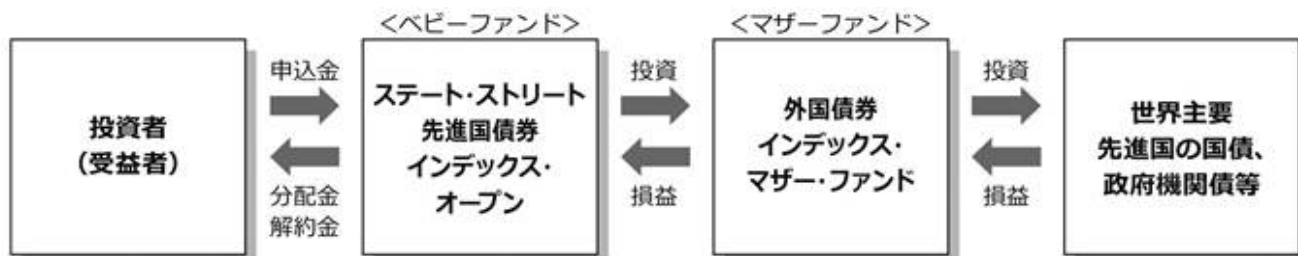 ＜ベビーファンド＞
＜マザーファンド＞
投資者
（受益者）
申込金
分配金
解約金
ステート・ストリート
先進国債券
インデックス・
オープン
投資
損益
外国債券
インデックス・
マザー・ファンド
投資
損益
世界主要
先進国の国債、
政府機関債等